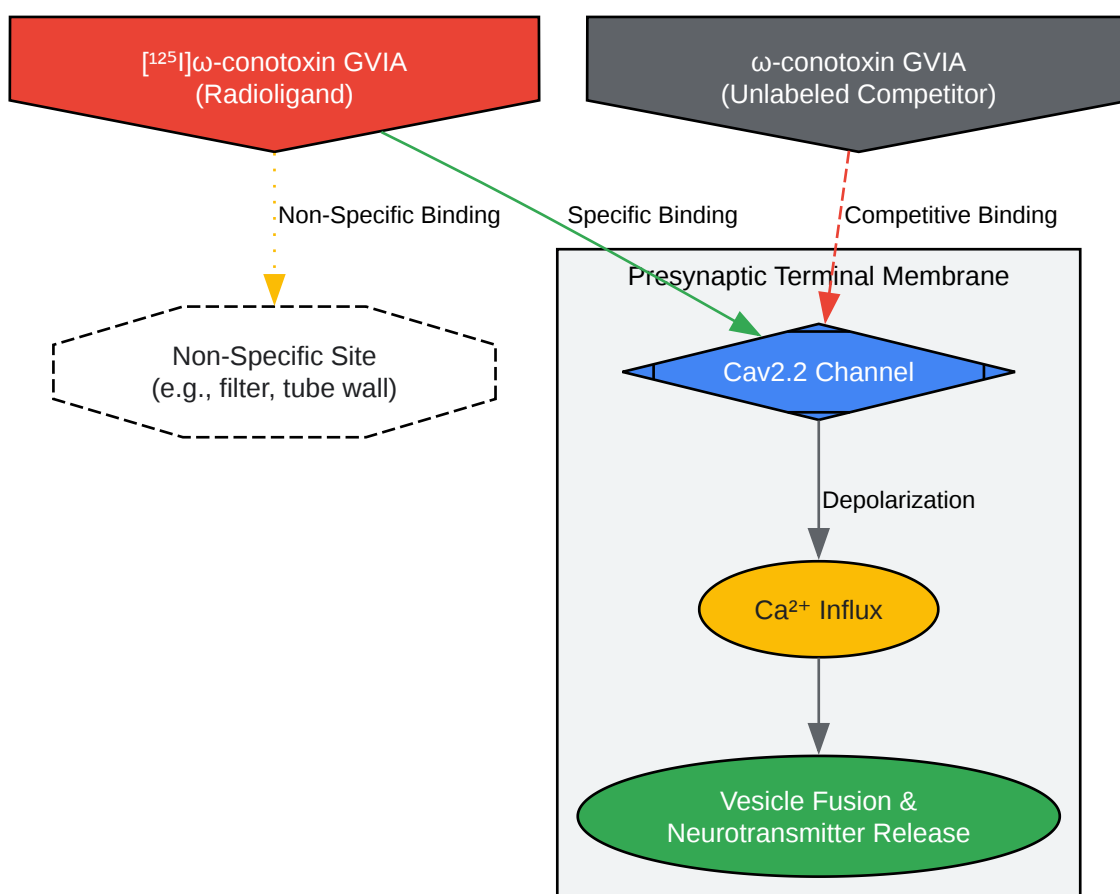 [¹²⁵I]ω-conotoxin GVIA
(Radioligand)
ω-conotoxin GVIA
(Unlabeled Competitor)
Non-Specific Binding
Specific Binding
Competitive Binding
Presynaptic Terminal Membrane
Non-Specific Site
(e.g., filter, tube wall)
Cav2.2 Channel
Depolarization
Ca²⁺ Influx
Vesicle Fusion &
Neurotransmitter Release